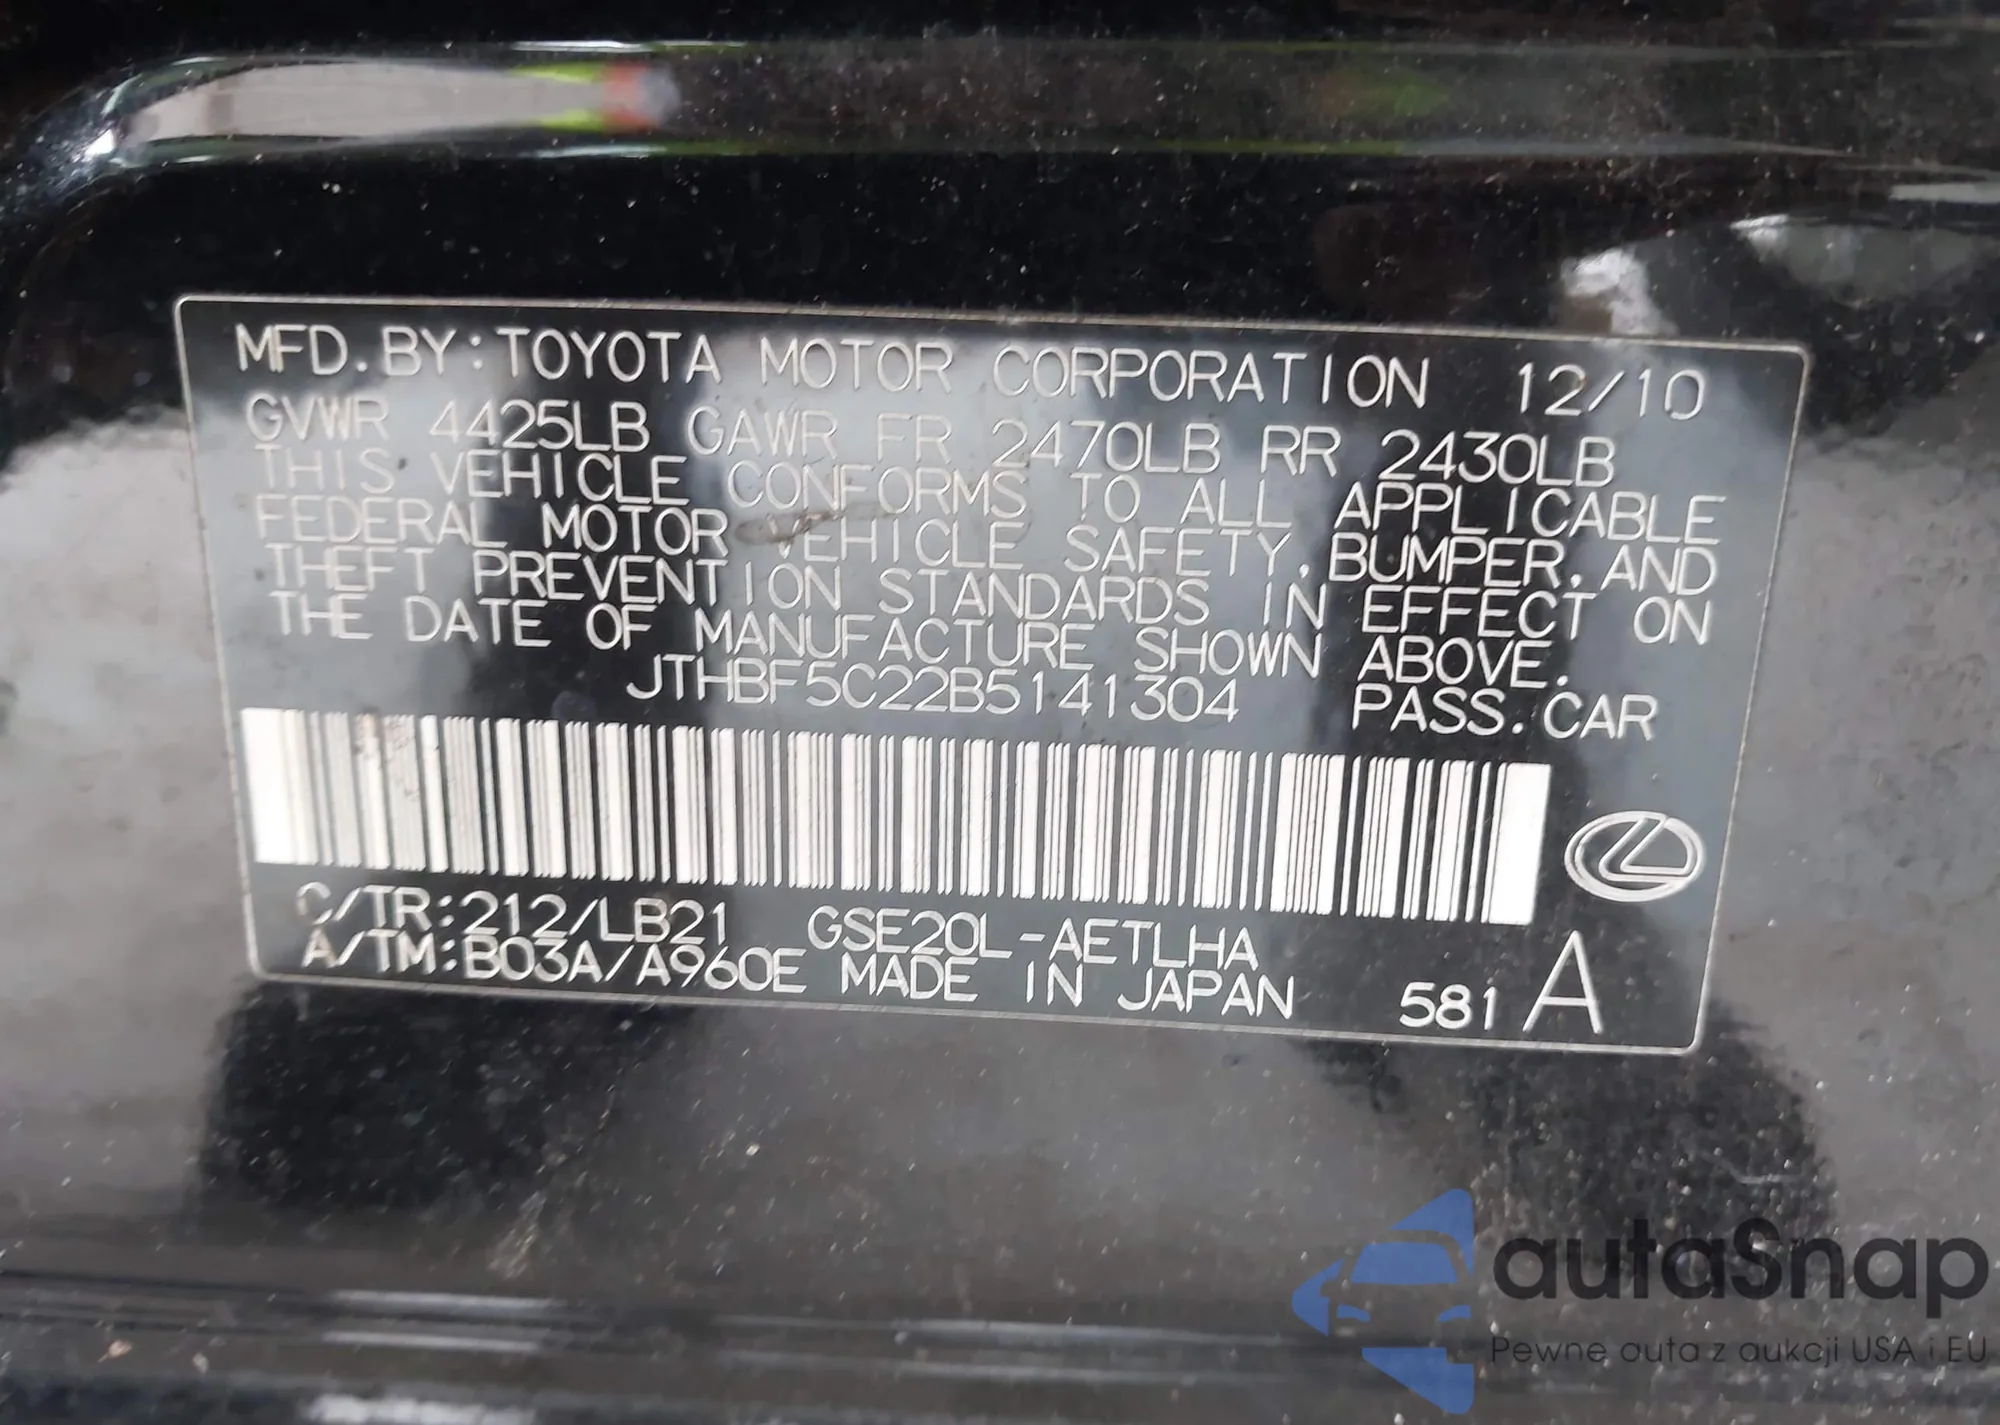 MFD. BY: TOYOTA MOTOR CORPORATION 12/10
GVWR 4425LB GAWR FR 2470LB RR 2430LB
THIS VEHICLE CONFORMS TO ALL APPLICABLE
FEDERAL MOTOR VEHICLE SAFETY, BUMPER, AND
THEFT PREVENTION STANDARDS IN EFFECT ON
THE DATE OF MANUFACTURE SHOWN ABOVE.
JTHBF5C22B5141304 PASS. CAR
C/TR:212/LB21 GSE20L-AETLHA
A/TM:B03A/A960E MADE IN JAPAN 581 A
autaSnap
Pewne auta z aukcji USA i EU